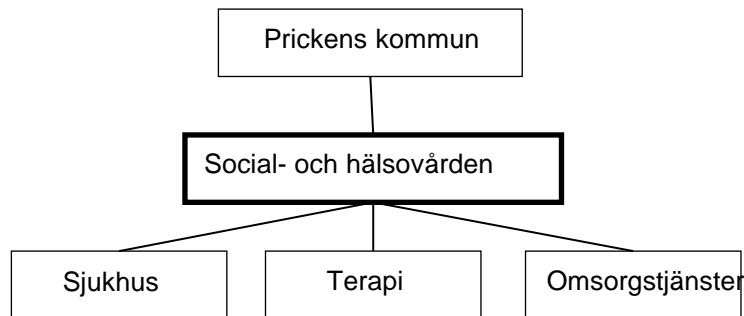 Prickens kommun
Social- och hälsovården
Sjukhus
Terapi
Omsorgstjänster